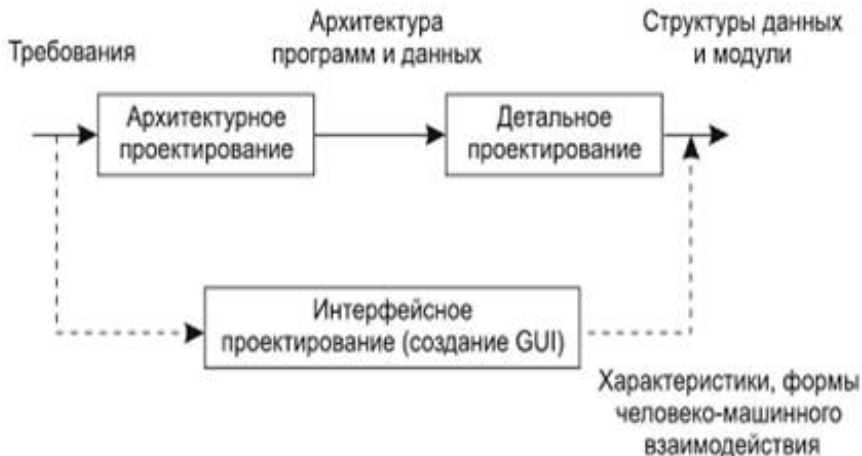 Требования
Архитектура
программ и данных
Структуры данных
и модули
Архитектурное
проектирование
Детальное
проектирование
Интерфейсное
проектирование (создание GUI)
Характеристики, формы
человеко-машинного
взаимодействия